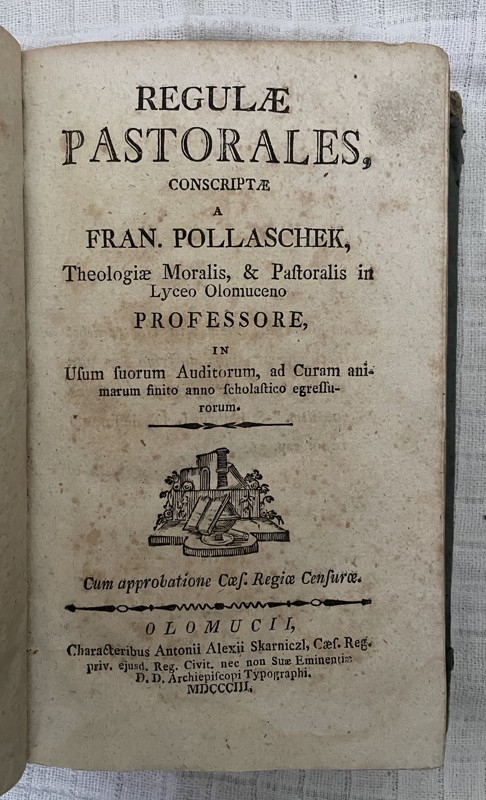 REGULÆ
PASTORALES,
CONSCRIPTÆ
A
FRAN. POLLASCHEK,
Theologiæ Moralis, & Paſtoralis in
Lyceo Olomuceno
PROFESSORE,
IN
Uſum ſuorum Auditorum, ad Curam ani-
marum finito anno ſcholaſtico egreſſu-
rorum.
Cum approbatione Cæſ. Regiæ Cenſuræ.
OLOMUCII,
Characteribus Antonii Alexii Skarniczl, Cæſ. Reg.
priv. ejusd. Reg. Civit. nec non Suæ Eminentiæ
D. D. Archiepiſcopi Typographi.
MDCCCIII.